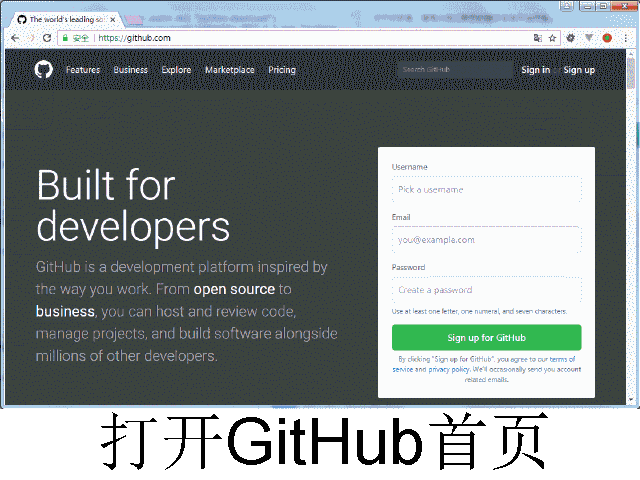 The world's leading sof
安全 https://github.com
Features Business Explore Marketplace Pricing Search GitHub Sign in or Sign up
Built for
developers
GitHub is a development platform inspired by
the way you work. From open source to
business, you can host and review code,
manage projects, and build software alongside
millions of other developers.
Username
Pick a username
Email
you@example.com
Password
Create a password
Use at least one letter, one numeral, and seven characters.
Sign up for GitHub
By clicking "Sign up for GitHub", you agree to our terms of
service and privacy policy. We'll occasionally send you account
related emails.
打开GitHub首页